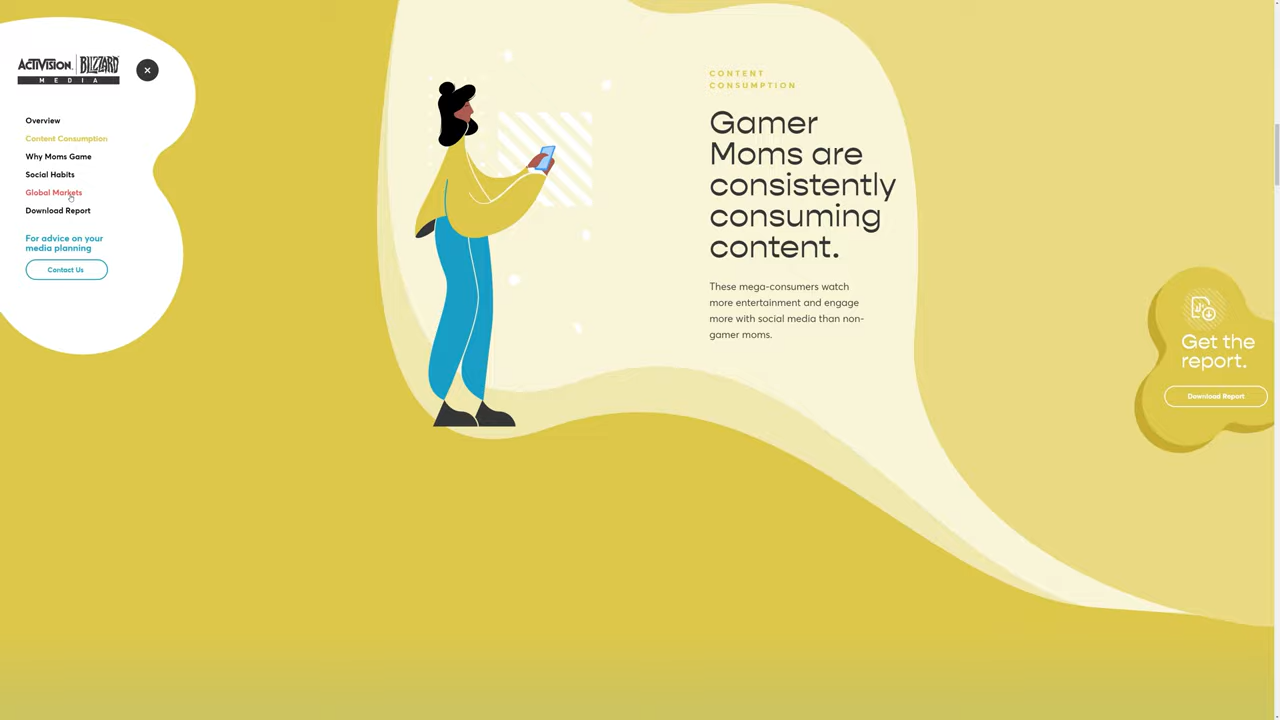 ACTIVISION. BLIZZARD
MEDIA
Overview
Content Consumption
Why Moms Game
Social Habits
Global Markets
Download Report
For advice on your
media planning
Contact Us
CONTENT
CONSUMPTION
Gamer
Moms are
consistently
consuming
content.
These mega-consumers watch
more entertainment and engage
more with social media than non-
gamer moms.
Get the
report.
Download Report